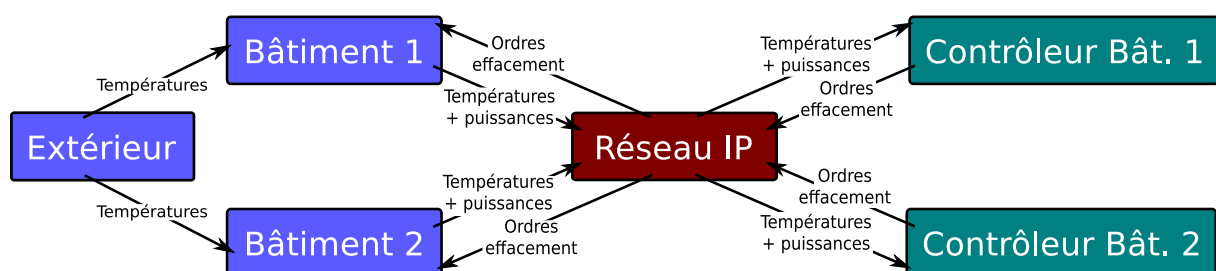 Bâtiment 1
Ordres
effacement
Températures
+ puissances
Contrôleur Bât. 1
Températures
Températures
+ puissances
Ordres
effacement
Extérieur
Réseau IP
Températures
Températures
+ puissances
Ordres
effacement
Ordres
effacement
Températures
+ puissances
Bâtiment 2
Contrôleur Bât. 2